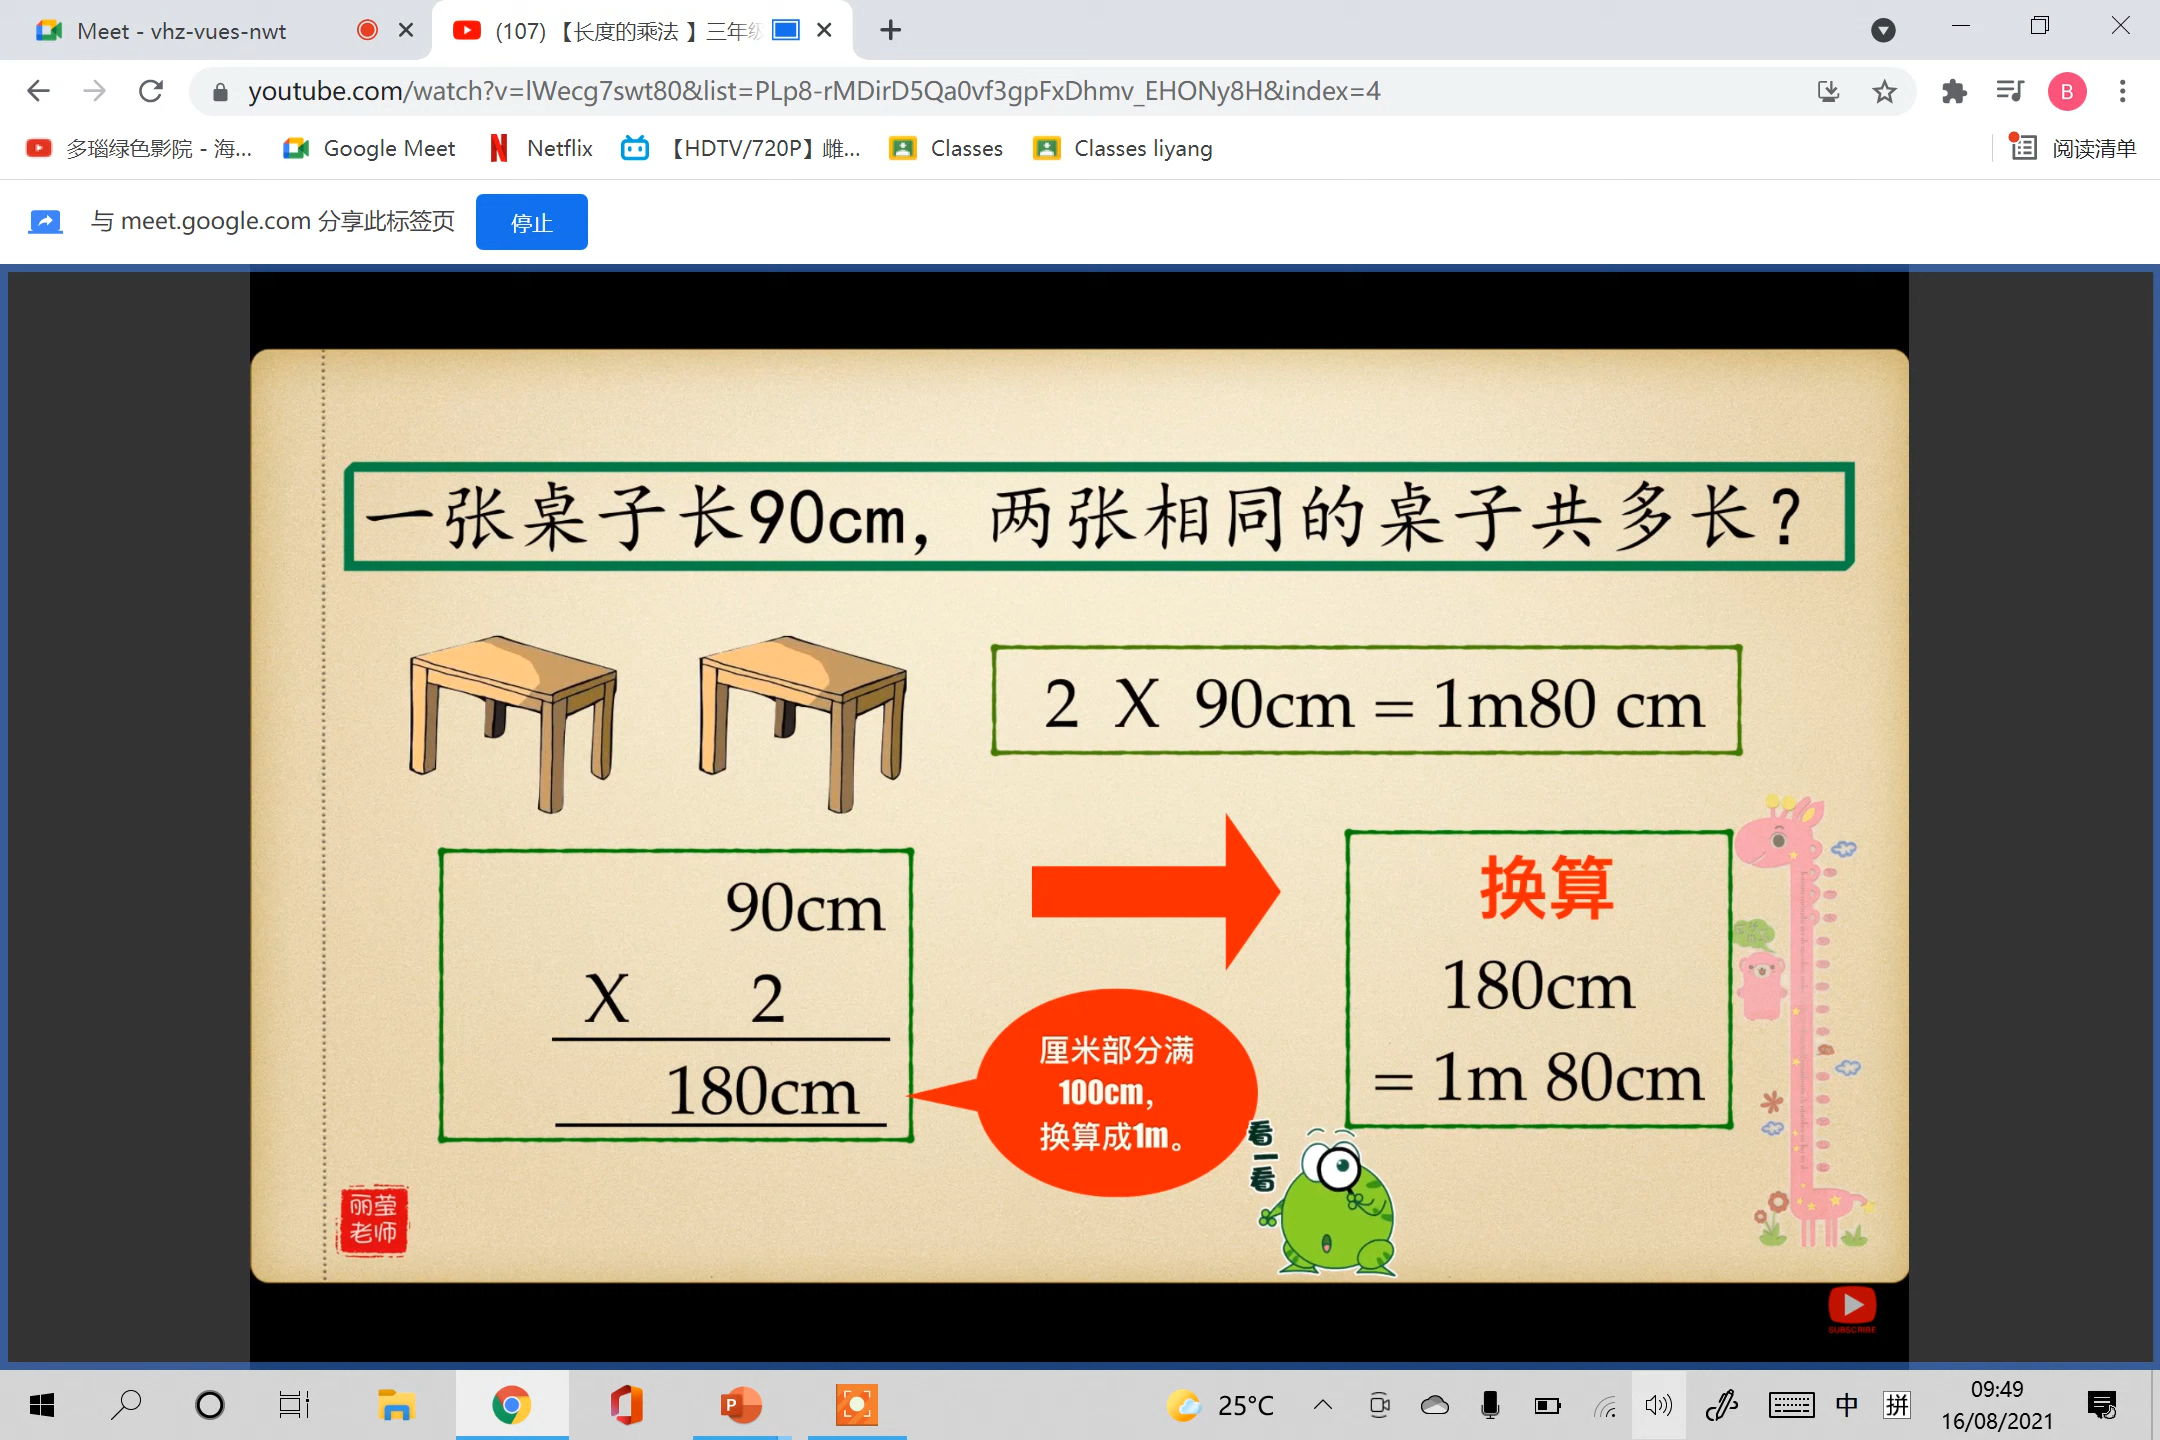 Meet - vhz-vues-nwt
(107) 【长度的乘法 】三年级
youtube.com/watch?v=lWecg7swt80&list=PLp8-rMDirD5Qa0vf3gpFxDhmv_EHONy8H&index=4
B
多瑙绿色影院 - 海...
Google Meet
Netflix
【HDTV/720P】雌...
Classes
Classes liyang
阅读清单
与 meet.google.com 分享此标签页
停止
一张桌子长90cm，两张相同的桌子共多长？
2 X 90cm = 1m80 cm
90cm
X 2
180cm
厘米部分满
100cm，
换算成1m。
换算
180cm
= 1m 80cm
看一看
丽莹
老师
SUBSCRIBE
25°C
中
拼
09:49
16/08/2021